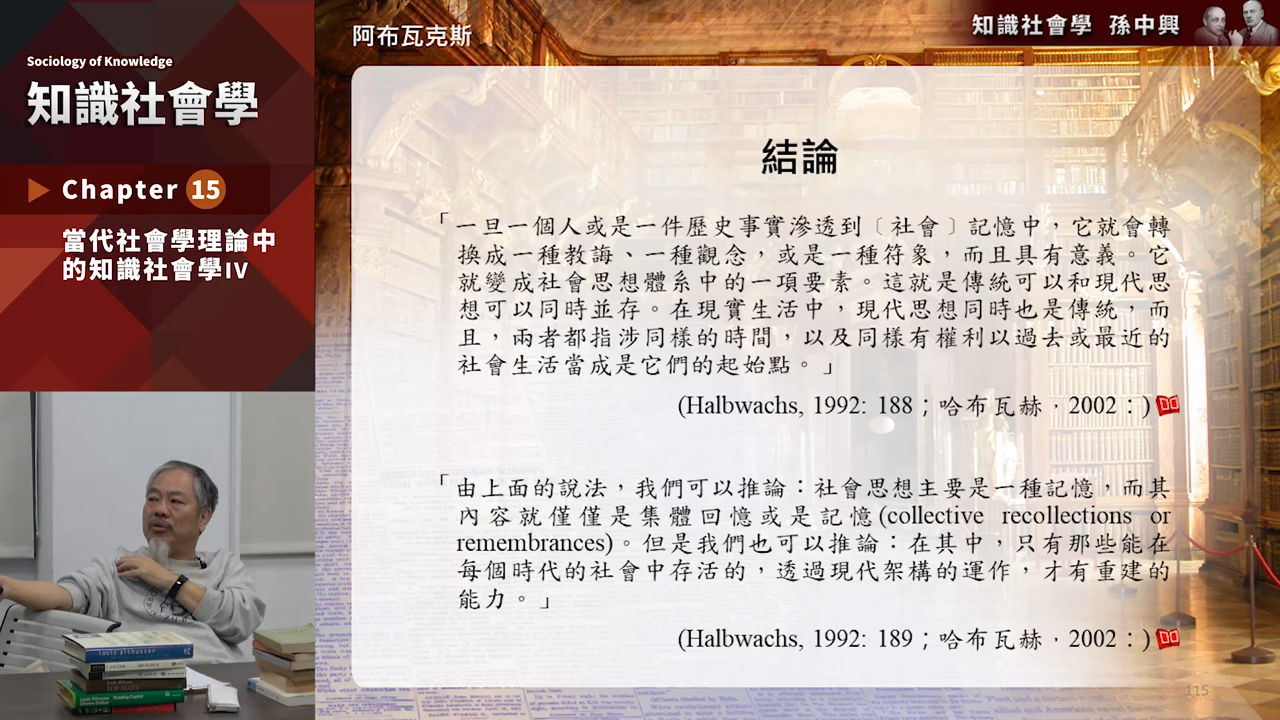 Sociology of Knowledge
知識社會學
Chapter 15
當代社會學理論中
的知識社會學IV
阿布瓦克斯
知識社會學 孫中興
結論
「一旦一個人或是一件歷史事實滲透到〔社會〕記憶中，它就會轉
換成一種教誨、一種觀念，或是一種符象，而且具有意義。它
就變成社會思想體系中的一項要素。這就是傳統可以和現代思
想可以同時並存。在現實生活中，現代思想同時也是傳統，而
且，兩者都指涉同樣的時間，以及同樣有權利以過去或最近的
社會生活當成是它們的起始點。」
(Halbwachs, 1992: 188；哈布瓦赫，2002：)
「由上面的說法，我們可以推論：社會思想主要是一種記憶，而其
內容就僅僅是集體回憶或是記憶(collective recollections or
remembrances)。但是我們也可以推論：在其中，只有那些能在
每個時代的社會中存活的，透過現代架構的運作，才有重建的
能力。」
(Halbwachs, 1992: 189；哈布瓦赫，2002：)
115